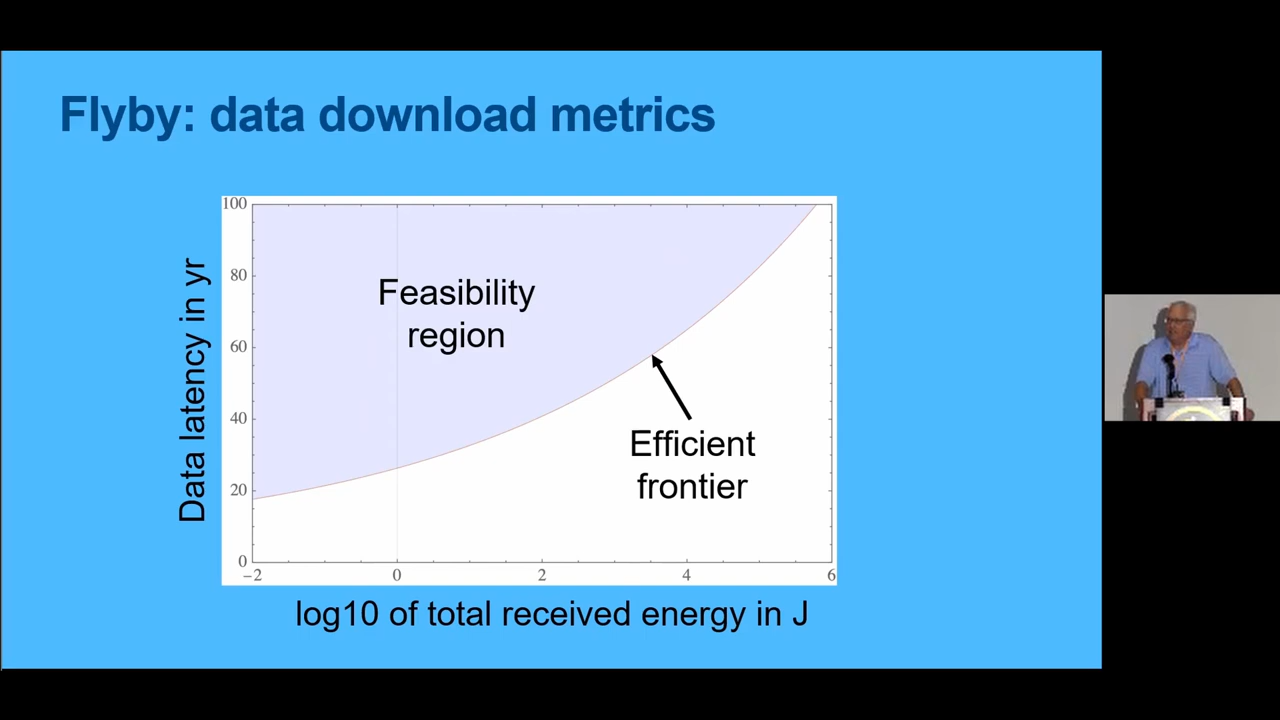 Flyby: data download metrics
100
80
60
40
20
0
−2
0
2
4
6
Data latency in yr
Feasibility
region
Efficient
frontier
log10 of total received energy in J